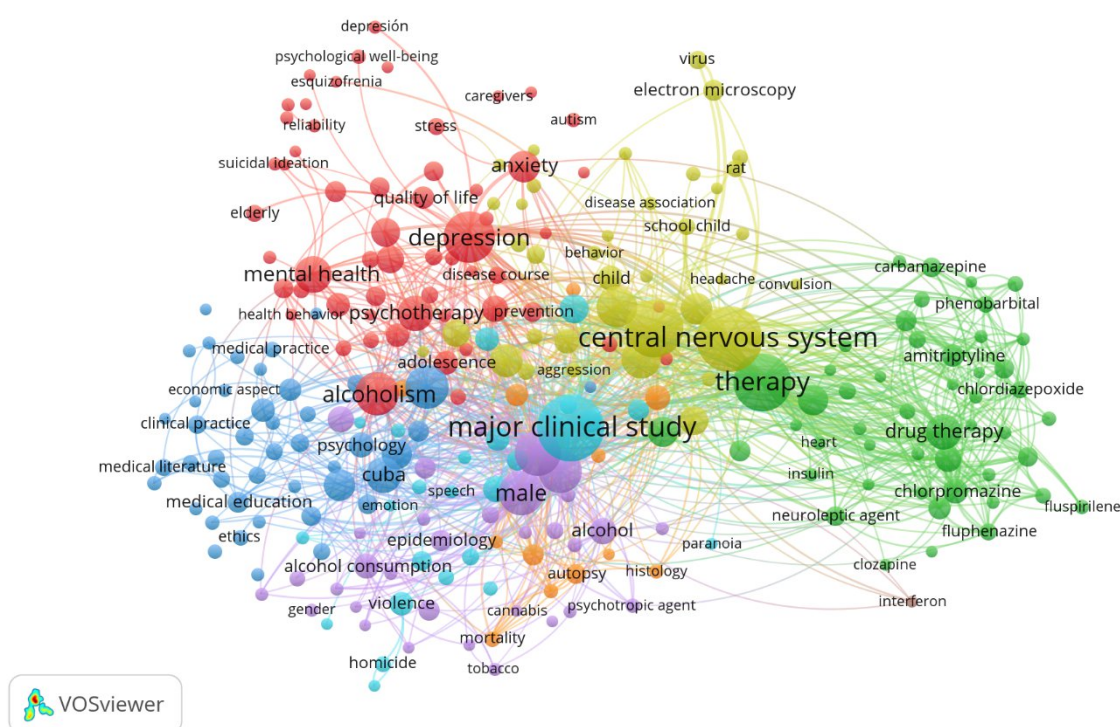 depresión
psychological well-being
virus
esquizofrenia
electron microscopy
caregivers
autism
reliability
stress
suicidal ideation
anxiety
rat
quality of life
disease association
elderly
school child
depression
behavior
carbamazepine
mental health
disease course
child
headache
convulsion
phenobarbital
health behavior
psychotherapy
prevention
central nervous system
medical practice
adolescence
aggression
amitriptyline
economic aspect
alcoholism
therapy
chlordiazepoxide
clinical practice
major clinical study
drug therapy
psychology
heart
medical literature
cuba
insulin
male
speech
chlorpromazine
medical education
emotion
neuroleptic agent
fluspirilene
ethics
epidemiology
alcohol
paranoia
fluphenazine
alcohol consumption
autopsy
histology
clozapine
gender
violence
cannabis
psychotropic agent
interferon
mortality
homicide
tobacco
VOSviewer